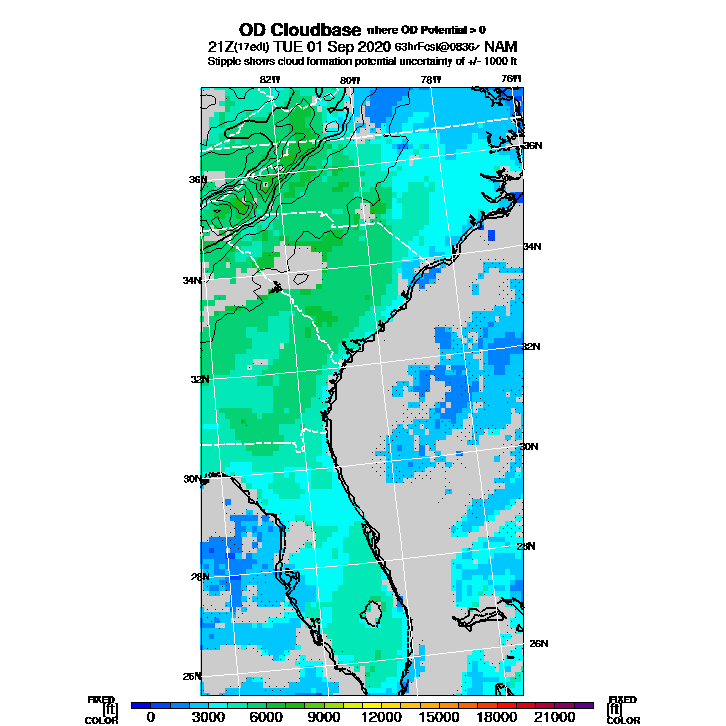 OD Cloudbase where OD Potential > 0
21Z(17edt) TUE 01 Sep 2020 63hrFcst@0836z NAM
Stipple shows cloud formation potential uncertainty of +/- 1000 ft
82W 80W 78W 76W
36N
36N
34N
34N
32N
32N
30N
30N
28N
28N
26N
26N
FIXED [ft] COLOR
0 3000 6000 9000 12000 15000 18000 21000
FIXED [ft] COLOR